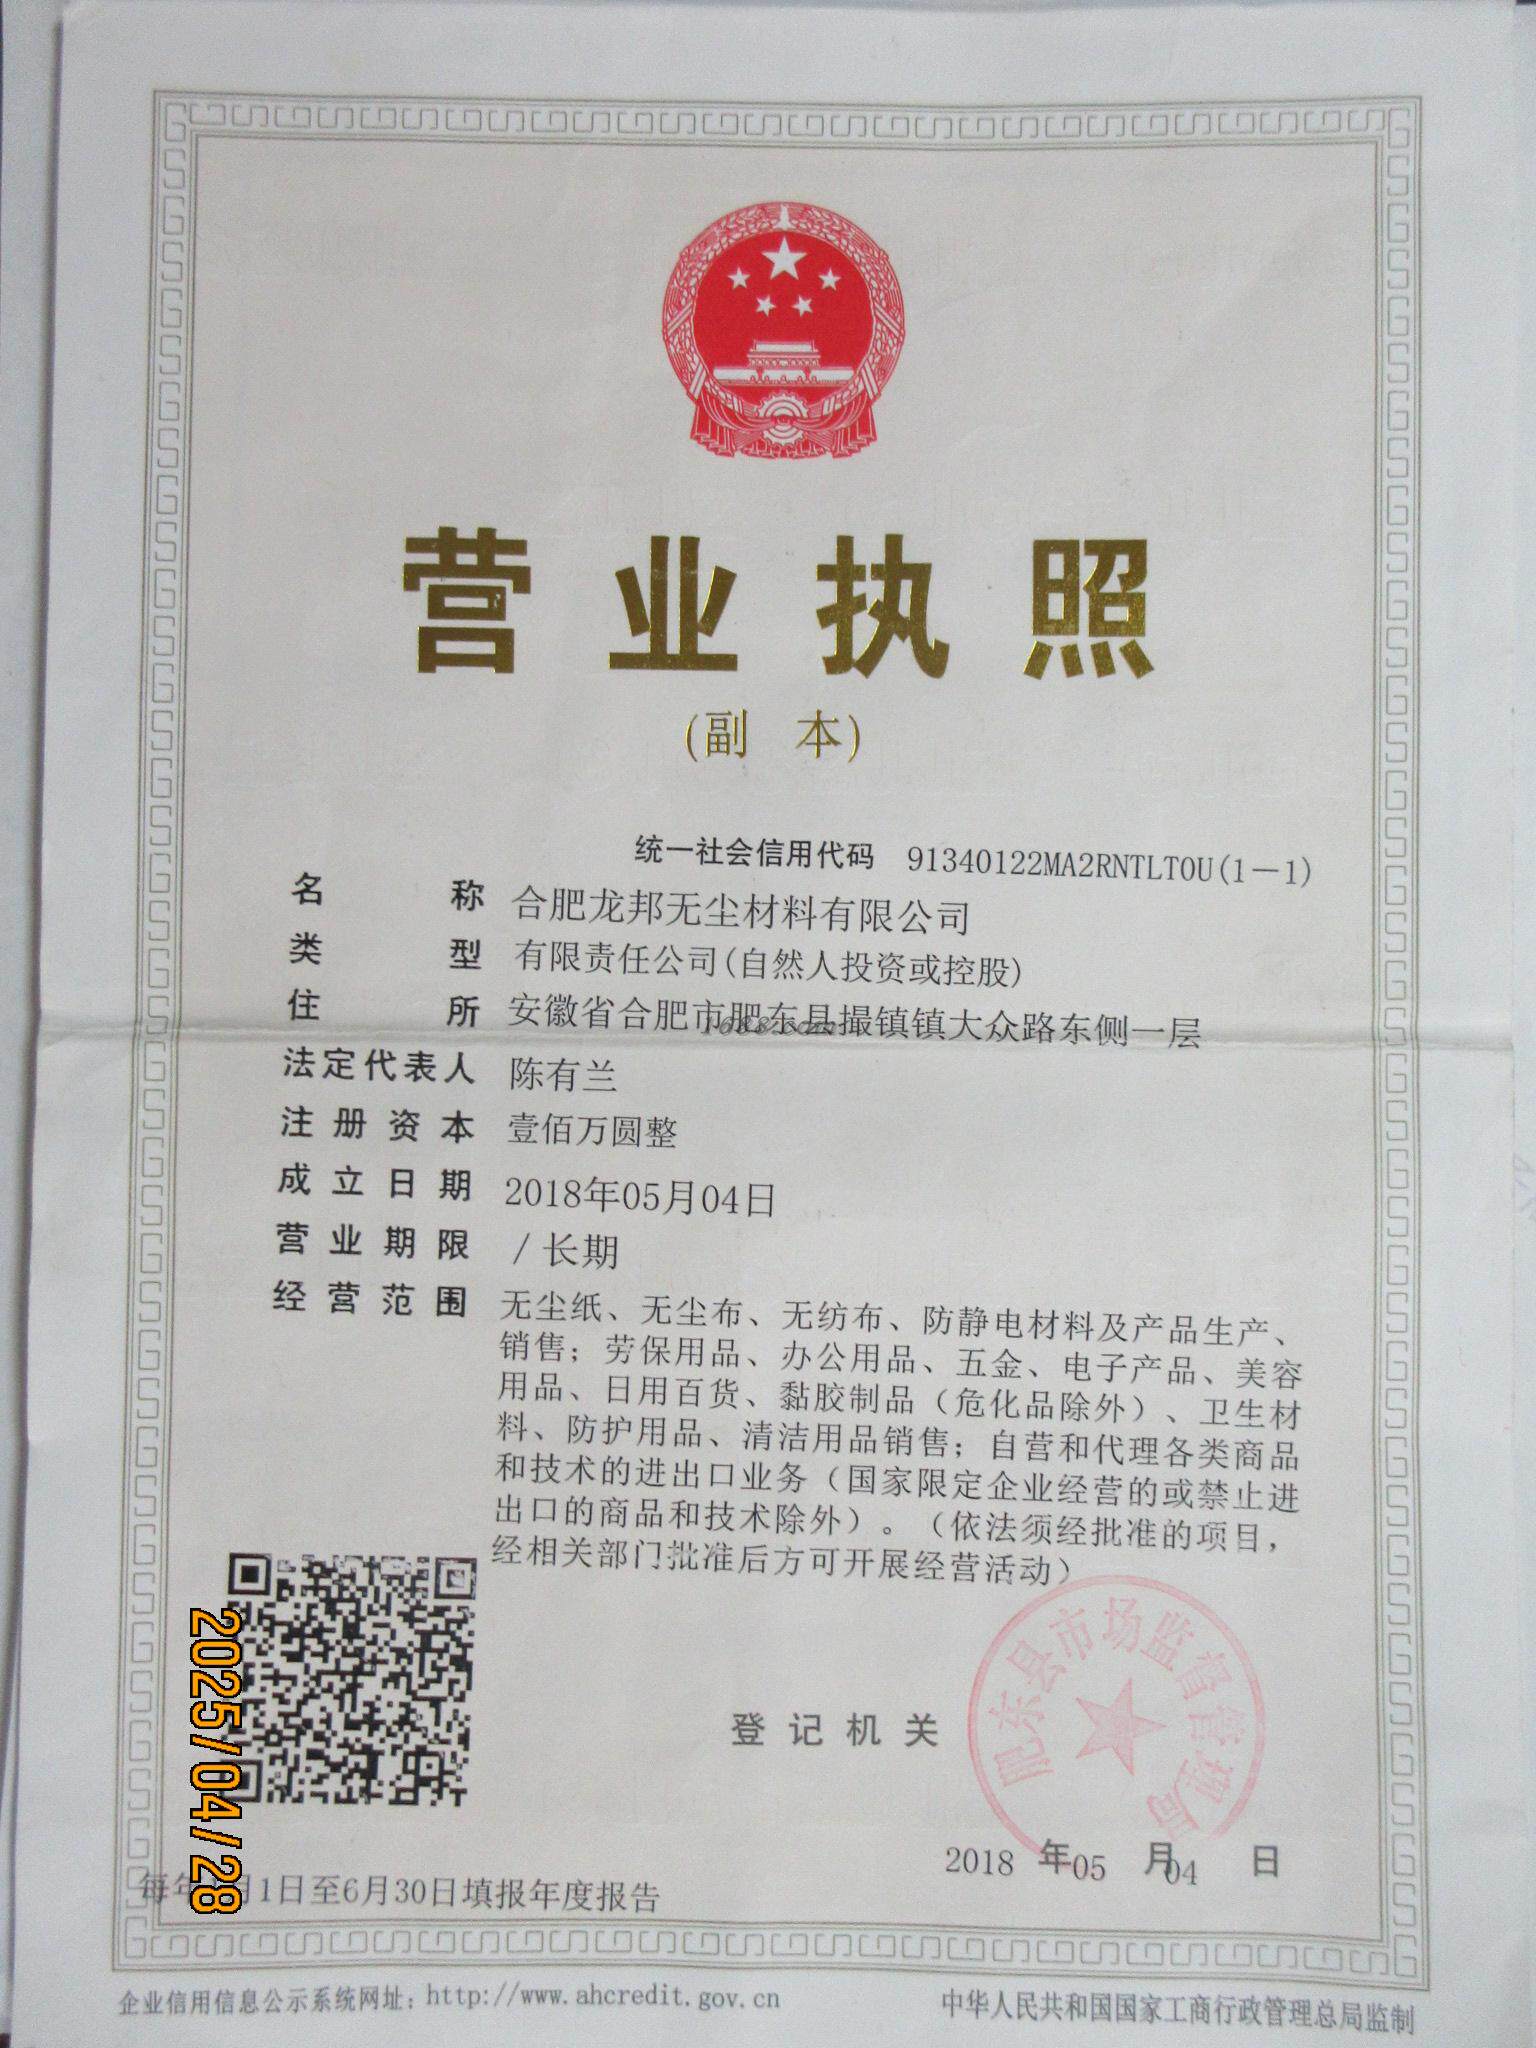 营业执照
(副 本)
统一社会信用代码 91340122MA2RNTLT0U(1-1)
名 称 合肥龙邦无尘材料有限公司
类 型 有限责任公司(自然人投资或控股)
住 所 安徽省合肥市肥东县撮镇镇大众路东侧一层
1688.com
法定代表人 陈有兰
注册资本 壹佰万圆整
成立日期 2018年05月04日
营业期限 / 长期
经营范围 无尘纸、无尘布、无纺布、防静电材料及产品生产、
销售；劳保用品、办公用品、五金、电子产品、美容
用品、日用百货、黏胶制品（危化品除外）、卫生材
料、防护用品、清洁用品销售；自营和代理各类商品
和技术的进出口业务（国家限定企业经营的或禁止进
出口的商品和技术除外）。（依法须经批准的项目，
经相关部门批准后方可开展经营活动）
肥东县市场监督管理局
登记机关
2018 年 05 月 04 日
2025/04/28
每年 月1日至6月30日填报年度报告
企业信用信息公示系统网址：http://www.ahcredit.gov.cn
中华人民共和国国家工商行政管理总局监制